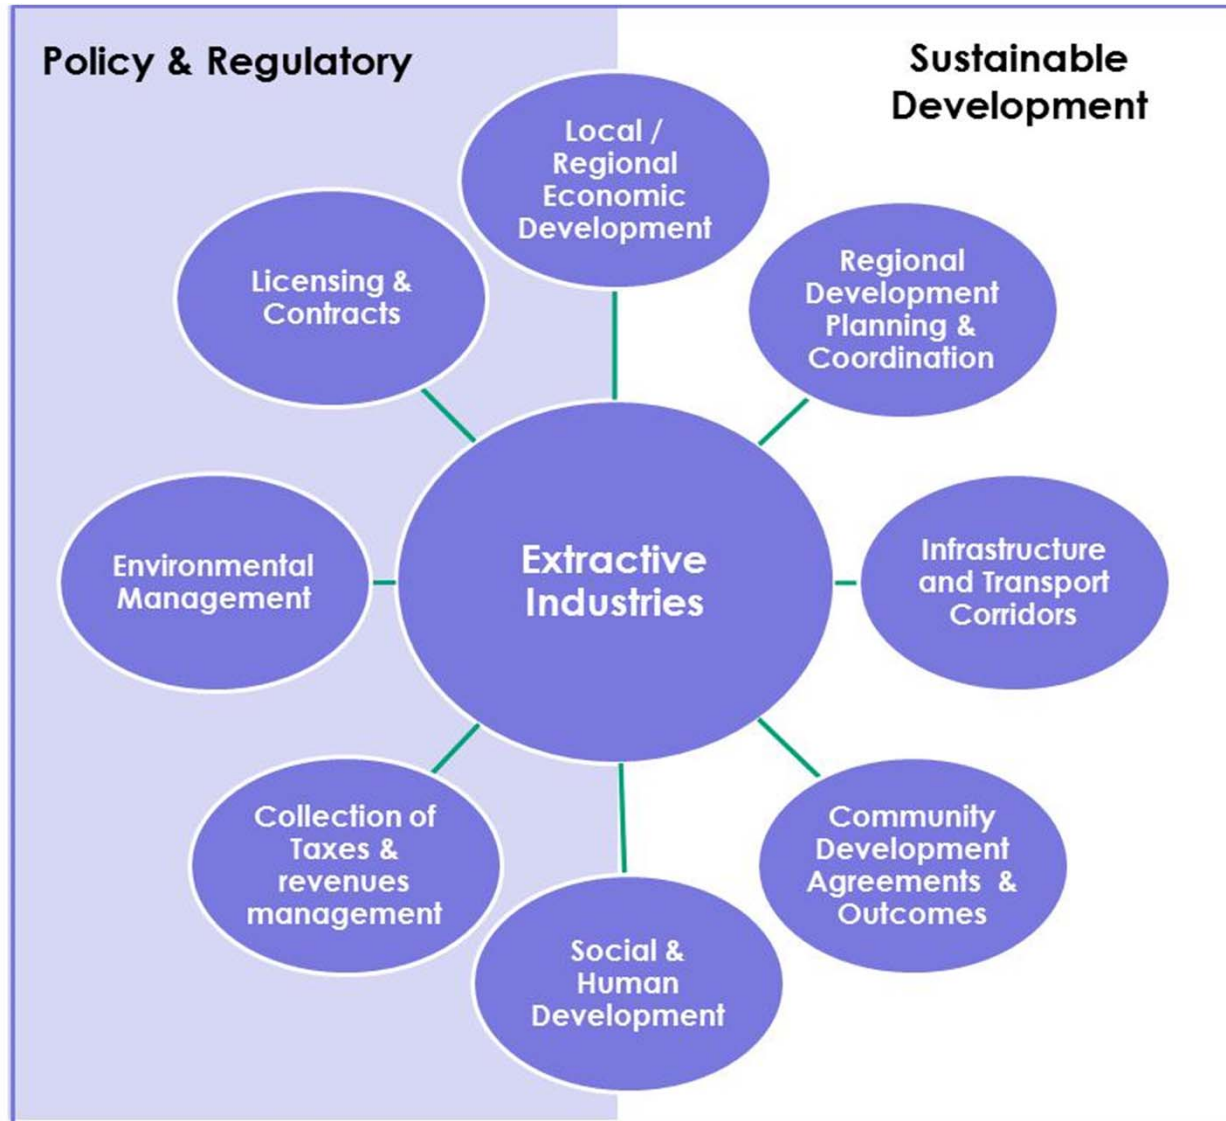 Policy & Regulatory
Sustainable
Development
Local /
Regional
Economic
Development
Licensing &
Contracts
Regional
Development
Planning &
Coordination
Environmental
Management
Extractive
Industries
Infrastructure
and Transport
Corridors
Collection of
Taxes &
revenues
management
Community
Development
Agreements &
Outcomes
Social &
Human
Development